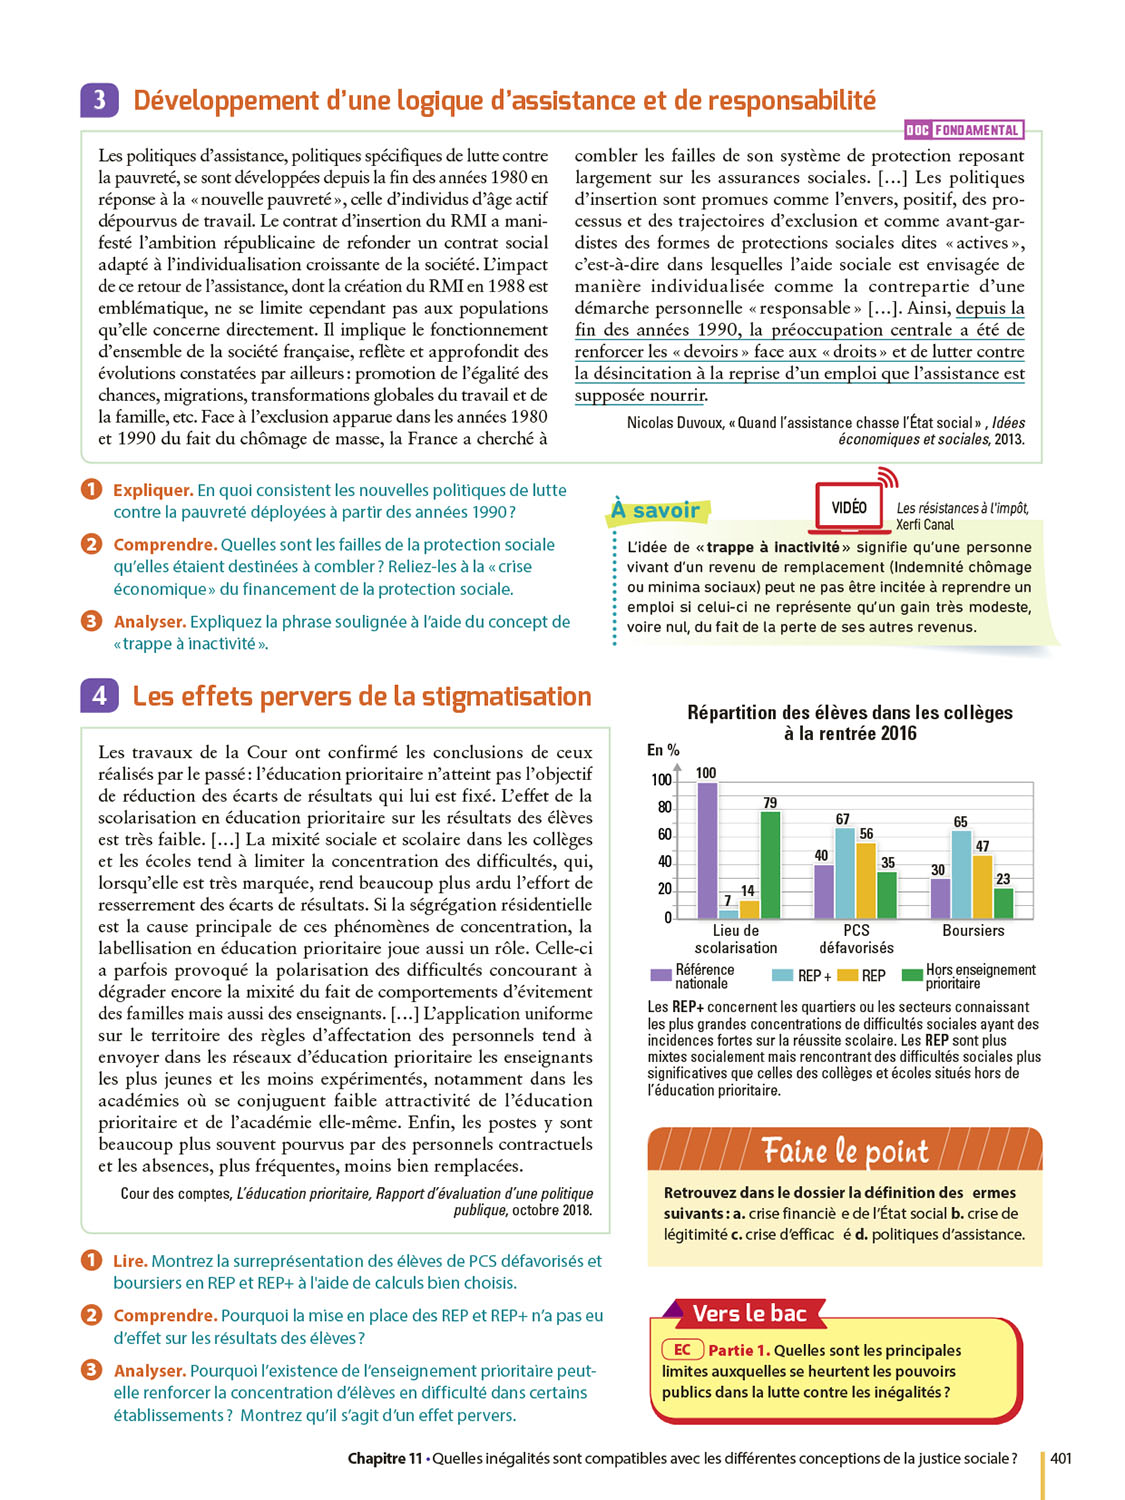 3 Développement d’une logique d’assistance et de responsabilité
DOC FONDAMENTAL
Les politiques d’assistance, politiques spécifiques de lutte contre
la pauvreté, se sont développées depuis la fin des années 1980 en
réponse à la « nouvelle pauvreté », celle d’individus d’âge actif
dépourvus de travail. Le contrat d’insertion du RMI a mani-
festé l’ambition républicaine de refonder un contrat social
adapté à l’individualisation croissante de la société. L’impact
de ce retour de l’assistance, dont la création du RMI en 1988 est
emblématique, ne se limite cependant pas aux populations
qu’elle concerne directement. Il implique le fonctionnement
d’ensemble de la société française, reflète et approfondit des
évolutions constatées par ailleurs : promotion de l’égalité des
chances, migrations, transformations globales du travail et de
la famille, etc. Face à l’exclusion apparue dans les années 1980
et 1990 du fait du chômage de masse, la France a cherché à
combler les failles de son système de protection reposant
largement sur les assurances sociales. […] Les politiques
d’insertion sont promues comme l’envers, positif, des pro-
cessus et des trajectoires d’exclusion et comme avant-gar-
distes des formes de protections sociales dites « actives »,
c’est-à-dire dans lesquelles l’aide sociale est envisagée de
manière individualisée comme la contrepartie d’une
démarche personnelle « responsable » […]. Ainsi, depuis la
fin des années 1990, la préoccupation centrale a été de
renforcer les « devoirs » face aux « droits » et de lutter contre
la désincitation à la reprise d’un emploi que l’assistance est
supposée nourrir.
Nicolas Duvoux, « Quand l’assistance chasse l’État social » , Idées
économiques et sociales, 2013.
1 Expliquer. En quoi consistent les nouvelles politiques de lutte
contre la pauvreté déployées à partir des années 1990 ?
2 Comprendre. Quelles sont les failles de la protection sociale
qu’elles étaient destinées à combler ? Reliez-les à la « crise
économique » du financement de la protection sociale.
3 Analyser. Expliquez la phrase soulignée à l’aide du concept de
« trappe à inactivité ».
À savoir
VIDÉO
Les résistances à l'impôt,
Xerfi Canal
L’idée de « trappe à inactivité » signifie qu’une personne
vivant d’un revenu de remplacement (Indemnité chômage
ou minima sociaux) peut ne pas être incitée à reprendre un
emploi si celui-ci ne représente qu’un gain très modeste,
voire nul, du fait de la perte de ses autres revenus.
4 Les effets pervers de la stigmatisation
Les travaux de la Cour ont confirmé les conclusions de ceux
réalisés par le passé : l’éducation prioritaire n’atteint pas l’objectif
de réduction des écarts de résultats qui lui est fixé. L’effet de la
scolarisation en éducation prioritaire sur les résultats des élèves
est très faible. […] La mixité sociale et scolaire dans les collèges
et les écoles tend à limiter la concentration des difficultés, qui,
lorsqu’elle est très marquée, rend beaucoup plus ardu l’effort de
resserrement des écarts de résultats. Si la ségrégation résidentielle
est la cause principale de ces phénomènes de concentration, la
labellisation en éducation prioritaire joue aussi un rôle. Celle-ci
a parfois provoqué la polarisation des difficultés concourant à
dégrader encore la mixité du fait de comportements d’évitement
des familles mais aussi des enseignants. […] L’application uniforme
sur le territoire des règles d’affectation des personnels tend à
envoyer dans les réseaux d’éducation prioritaire les enseignants
les plus jeunes et les moins expérimentés, notamment dans les
académies où se conjuguent faible attractivité de l’éducation
prioritaire et de l’académie elle-même. Enfin, les postes y sont
beaucoup plus souvent pourvus par des personnels contractuels
et les absences, plus fréquentes, moins bien remplacées.
Cour des comptes, L’éducation prioritaire, Rapport d’évaluation d’une politique
publique, octobre 2018.
1 Lire. Montrez la surreprésentation des élèves de PCS défavorisés et
boursiers en REP et REP+ à l'aide de calculs bien choisis.
2 Comprendre. Pourquoi la mise en place des REP et REP+ n’a pas eu
d’effet sur les résultats des élèves ?
3 Analyser. Pourquoi l’existence de l’enseignement prioritaire peut-
elle renforcer la concentration d’élèves en difficulté dans certains
établissements ? Montrez qu’il s’agit d’un effet pervers.
Répartition des élèves dans les collèges
à la rentrée 2016
En %
100
80
60
40
20
0
100 7 14 79
40 67 56 35
30 65 47 23
Lieu de
scolarisation
PCS
défavorisés
Boursiers
Référence
nationale
REP +
REP
Hors enseignement
prioritaire
Les REP+ concernent les quartiers ou les secteurs connaissant
les plus grandes concentrations de difficultés sociales ayant des
incidences fortes sur la réussite scolaire. Les REP sont plus
mixtes socialement mais rencontrant des difficultés sociales plus
significatives que celles des collèges et écoles situés hors de
l’éducation prioritaire.
Faire le point
Retrouvez dans le dossier la définition des ermes
suivants : a. crise financiè e de l’État social b. crise de
légitimité c. crise d’efficac é d. politiques d’assistance.
Vers le bac
EC Partie 1. Quelles sont les principales
limites auxquelles se heurtent les pouvoirs
publics dans la lutte contre les inégalités ?
Chapitre 11 • Quelles inégalités sont compatibles avec les différentes conceptions de la justice sociale ? 401